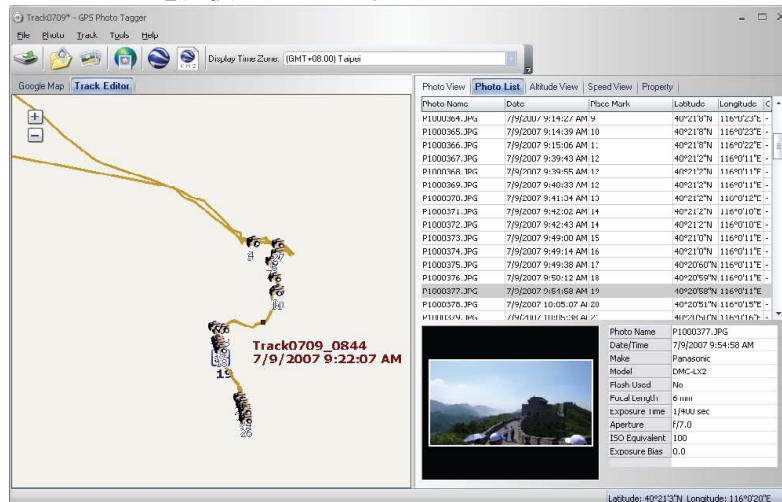 Track0709* - GPS Photo Tagger
File Photo Track Tools Help
Display Time Zone: (GMT+08.00) Taipei
Google Map Track Editor
Photo View Photo List Altitude View Speed View Property
Photo Name Date Place Mark Latitude Longitude C
P1000364.JPG 7/9/2007 9:14:27 AM 9 40°21'8"N 116°0'23"E -
P1000365.JPG 7/9/2007 9:14:39 AM 10 40°21'8"N 116°0'23"E -
P1000366.JPG 7/9/2007 9:15:06 AM 11 40°21'8"N 116°0'22"E -
P1000367.JPG 7/9/2007 9:39:43 AM 12 40°21'2"N 116°0'11"E -
P1000368.JPG 7/9/2007 9:39:55 AM 12 40°21'2"N 116°0'11"E -
P1000369.JPG 7/9/2007 9:40:33 AM 12 40°21'2"N 116°0'12"E -
P1000370.JPG 7/9/2007 9:41:34 AM 13 40°21'2"N 116°0'10"E -
P1000371.JPG 7/9/2007 9:42:02 AM 14 40°21'2"N 116°0'10"E -
P1000372.JPG 7/9/2007 9:42:43 AM 14 40°21'2"N 116°0'10"E -
P1000373.JPG 7/9/2007 9:49:00 AM 15 40°21'0"N 116°0'11"E -
P1000374.JPG 7/9/2007 9:49:14 AM 16 40°21'0"N 116°0'11"E -
P1000375.JPG 7/9/2007 9:49:38 AM 17 40°20'60"N 116°0'11"E -
P1000376.JPG 7/9/2007 9:50:12 AM 18 40°20'59"N 116°0'11"E -
P1000377.JPG 7/9/2007 9:54:58 AM 19 40°20'58"N 116°0'11"E -
P1000378.JPG 7/9/2007 10:05:07 AI 20 40°20'51"N 116°0'15"E -
P1000379.JPG 7/9/2007 10:05:38 AI
Track0709_0844
7/9/2007 9:22:07 AM
19
Photo Name P1000377.JPG
Date/Time 7/9/2007 9:54:58 AM
Make Panasonic
Model DMC-LX2
Flash Used No
Focal Length 6 mm
Exposure Time 1/400 sec
Aperture f/7.0
ISO Equivalent 100
Exposure Bias 0.0
Latitude: 40°21'3"N Longitude: 116°0'20"E